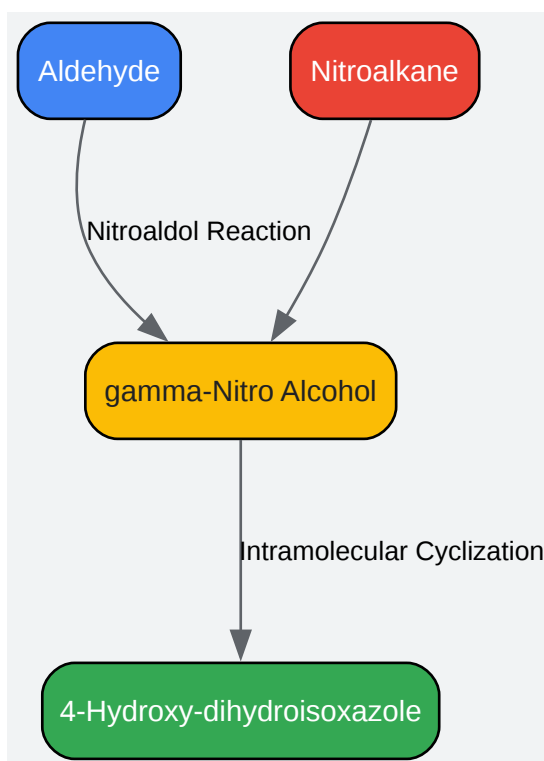 Aldehyde
Nitroalkane
Nitroaldol Reaction
gamma-Nitro Alcohol
Intramolecular Cyclization
4-Hydroxy-dihydroisoxazole